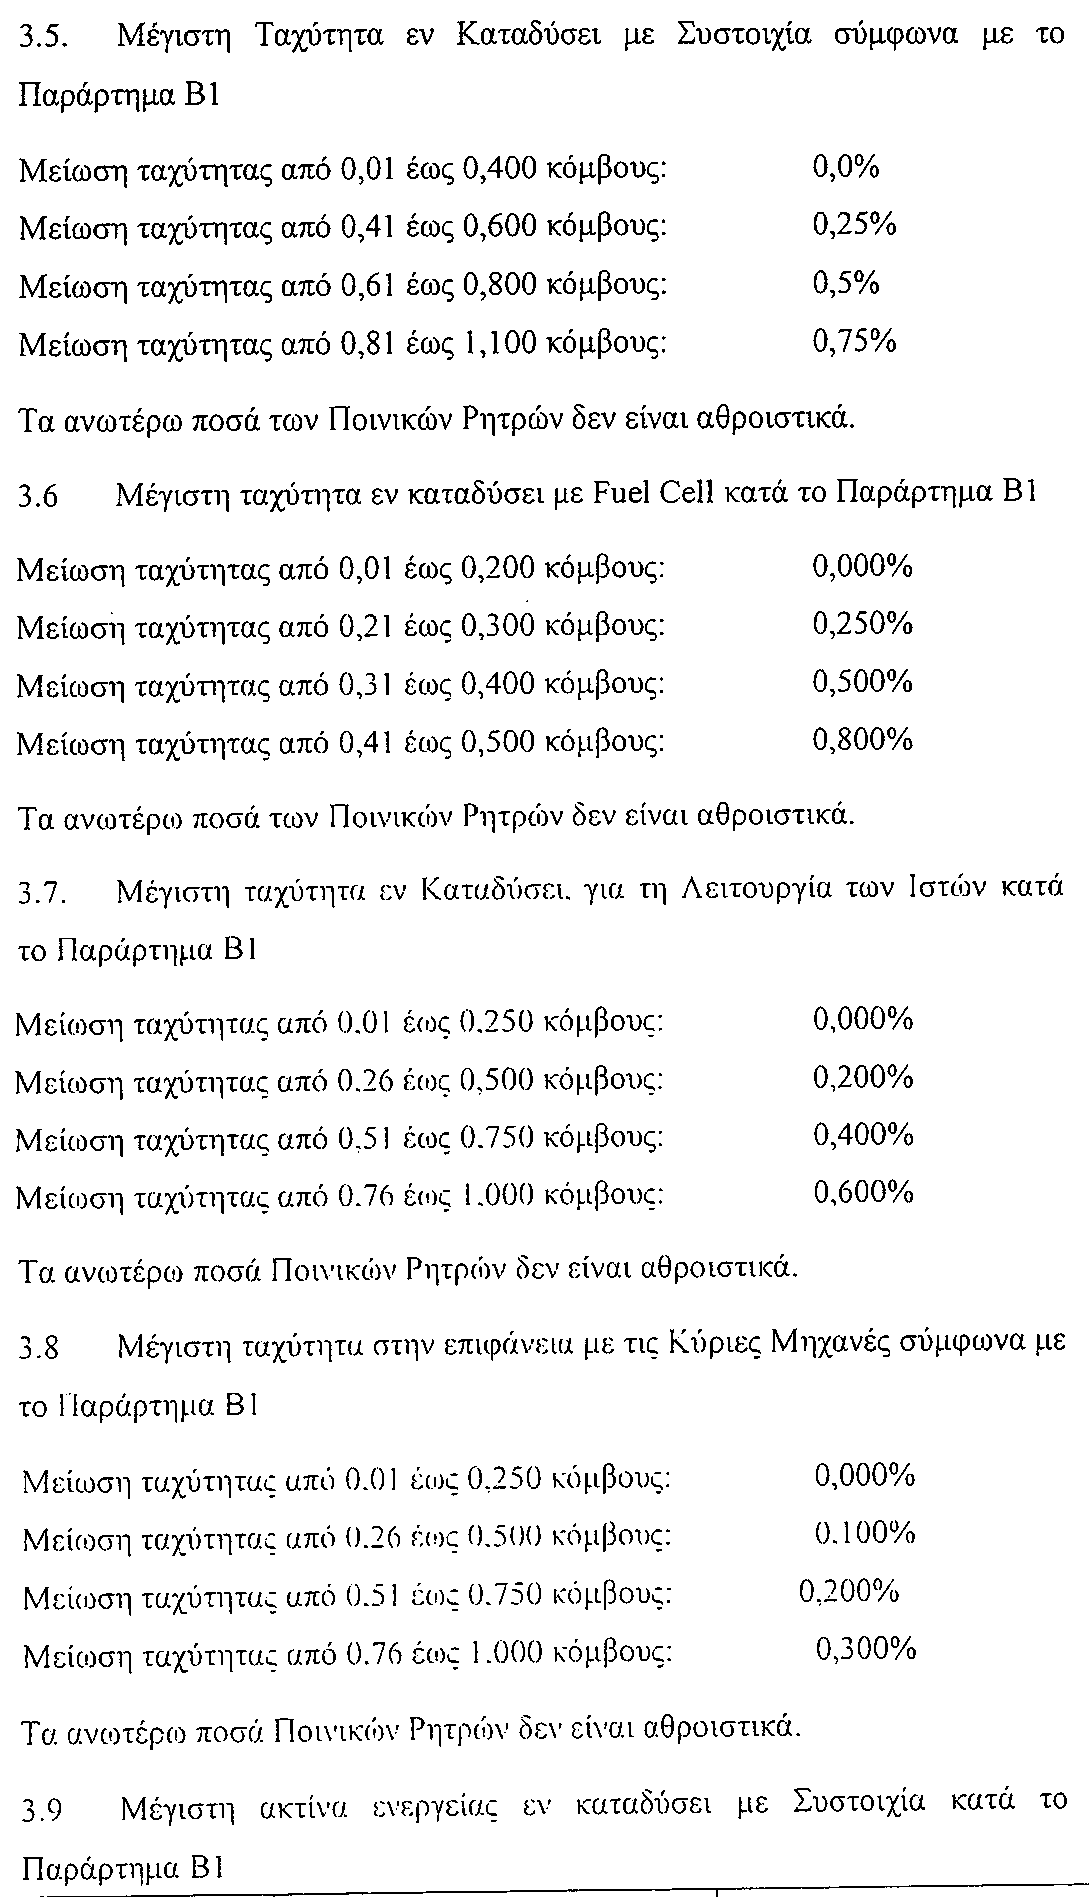 3.5. Μέγιστη Ταχύτητα εν Καταδύσει με Συστοιχία σύμφωνα με το
Παράρτημα Β1
Μείωση ταχύτητας από 0,01 έως 0,400 κόμβους: 0,0%
Μείωση ταχύτητας από 0,41 έως 0,600 κόμβους: 0,25%
Μείωση ταχύτητας από 0,61 έως 0,800 κόμβους: 0,5%
Μείωση ταχύτητας από 0,81 έως 1,100 κόμβους: 0,75%
Τα ανωτέρω ποσά των Ποινικών Ρητρών δεν είναι αθροιστικά.
3.6 Μέγιστη ταχύτητα εν καταδύσει με Fuel Cell κατά το Παράρτημα Β1
Μείωση ταχύτητας από 0,01 έως 0,200 κόμβους: 0,000%
Μείωση ταχύτητας από 0,21 έως 0,300 κόμβους: 0,250%
Μείωση ταχύτητας από 0,31 έως 0,400 κόμβους: 0,500%
Μείωση ταχύτητας από 0,41 έως 0,500 κόμβους: 0,800%
Τα ανωτέρω ποσά των Ποινικών Ρητρών δεν είναι αθροιστικά.
3.7. Μέγιστη ταχύτητα εν Καταδύσει. για τη Λειτουργία των Ιστών κατά
το Παράρτημα Β1
Μείωση ταχύτητας από 0.01 έως 0.250 κόμβους: 0,000%
Μείωση ταχύτητας από 0.26 έως 0,500 κόμβους: 0,200%
Μείωση ταχύτητας από 0,51 έως 0.750 κόμβους: 0,400%
Μείωση ταχύτητας από 0.76 έως 1.000 κόμβους: 0,600%
Τα ανωτέρω ποσά Ποινικών Ρητρών δεν είναι αθροιστικά.
3.8 Μέγιστη ταχύτητα στην επιφάνεια με τις Κύριες Μηχανές σύμφωνα με
το Παράρτημα Β1
Μείωση ταχύτητας από 0.01 έως 0,250 κόμβους: 0,000%
Μείωση ταχύτητας από 0.26 έως 0.500 κόμβους: 0.100%
Μείωση ταχύτητας από 0.51 έως 0.750 κόμβους: 0,200%
Μείωση ταχύτητας από 0.76 έως 1.000 κόμβους: 0,300%
Τα ανωτέρω ποσά Ποινικών Ρητρών δεν είναι αθροιστικά.
3.9 Μέγιστη ακτίνα ενεργείας εν καταδύσει με Συστοιχία κατά το
Παράρτημα Β1